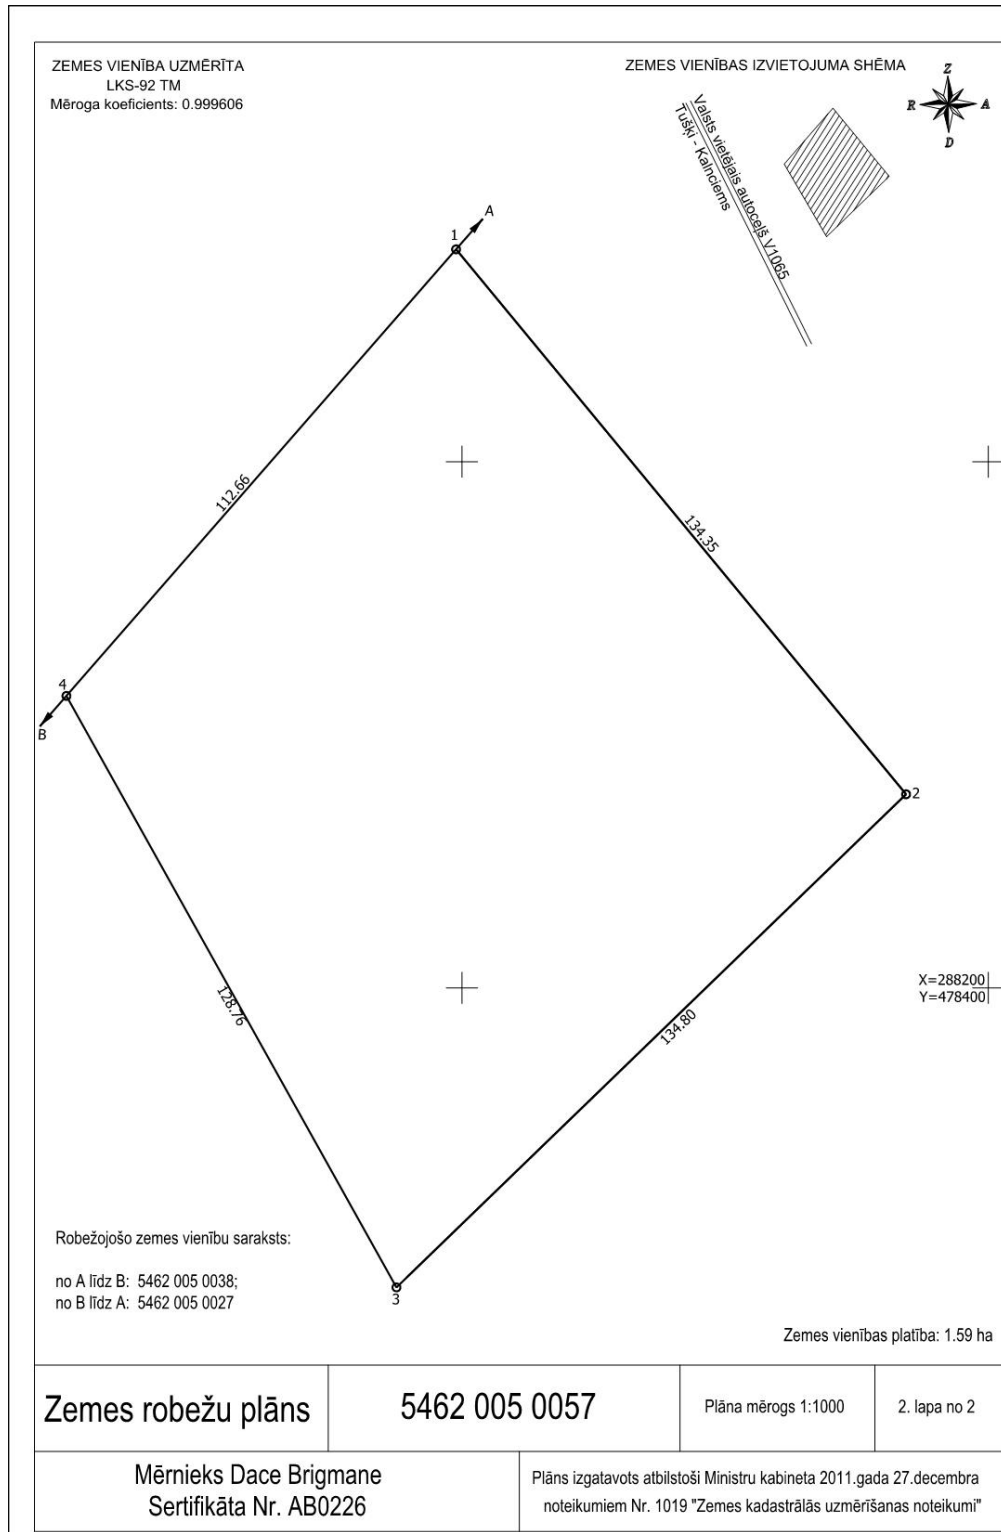 ZEMES VIENĪBA UZMĒRĪTA
LKS-92 TM
Mēroga koeficients: 0.999606
ZEMES VIENĪBAS IZVIETOJUMA SHĒMA
Z
R
A
D
Valsts vietējais autoceļš V1065
Tušķi - Kalnciems
A
1
112.66
134.35
4
B
2
X=288200
Y=478400
128.76
134.80
3
Robežojošo zemes vienību saraksts:
no A līdz B: 5462 005 0038;
no B līdz A: 5462 005 0027
Zemes vienības platība: 1.59 ha
Zemes robežu plāns
5462 005 0057
Plāna mērogs 1:1000
2. lapa no 2
Mērnieks Dace Brigmane
Sertifikāta Nr. AB0226
Plāns izgatavots atbilstoši Ministru kabineta 2011.gada 27.decembra
noteikumiem Nr. 1019 "Zemes kadastrālās uzmērīšanas noteikumi"